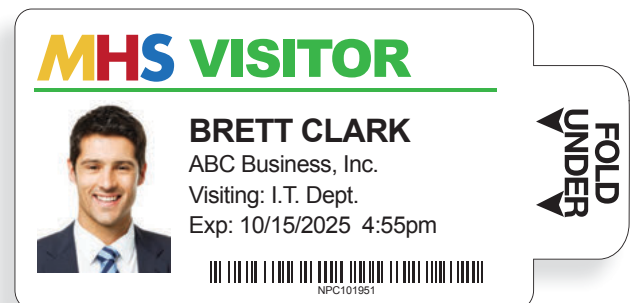 MHS VISITOR
BRETT CLARK
ABC Business, Inc.
Visiting: I.T. Dept.
Exp: 10/15/2025 4:55pm
NPC101951
FOLD
UNDER